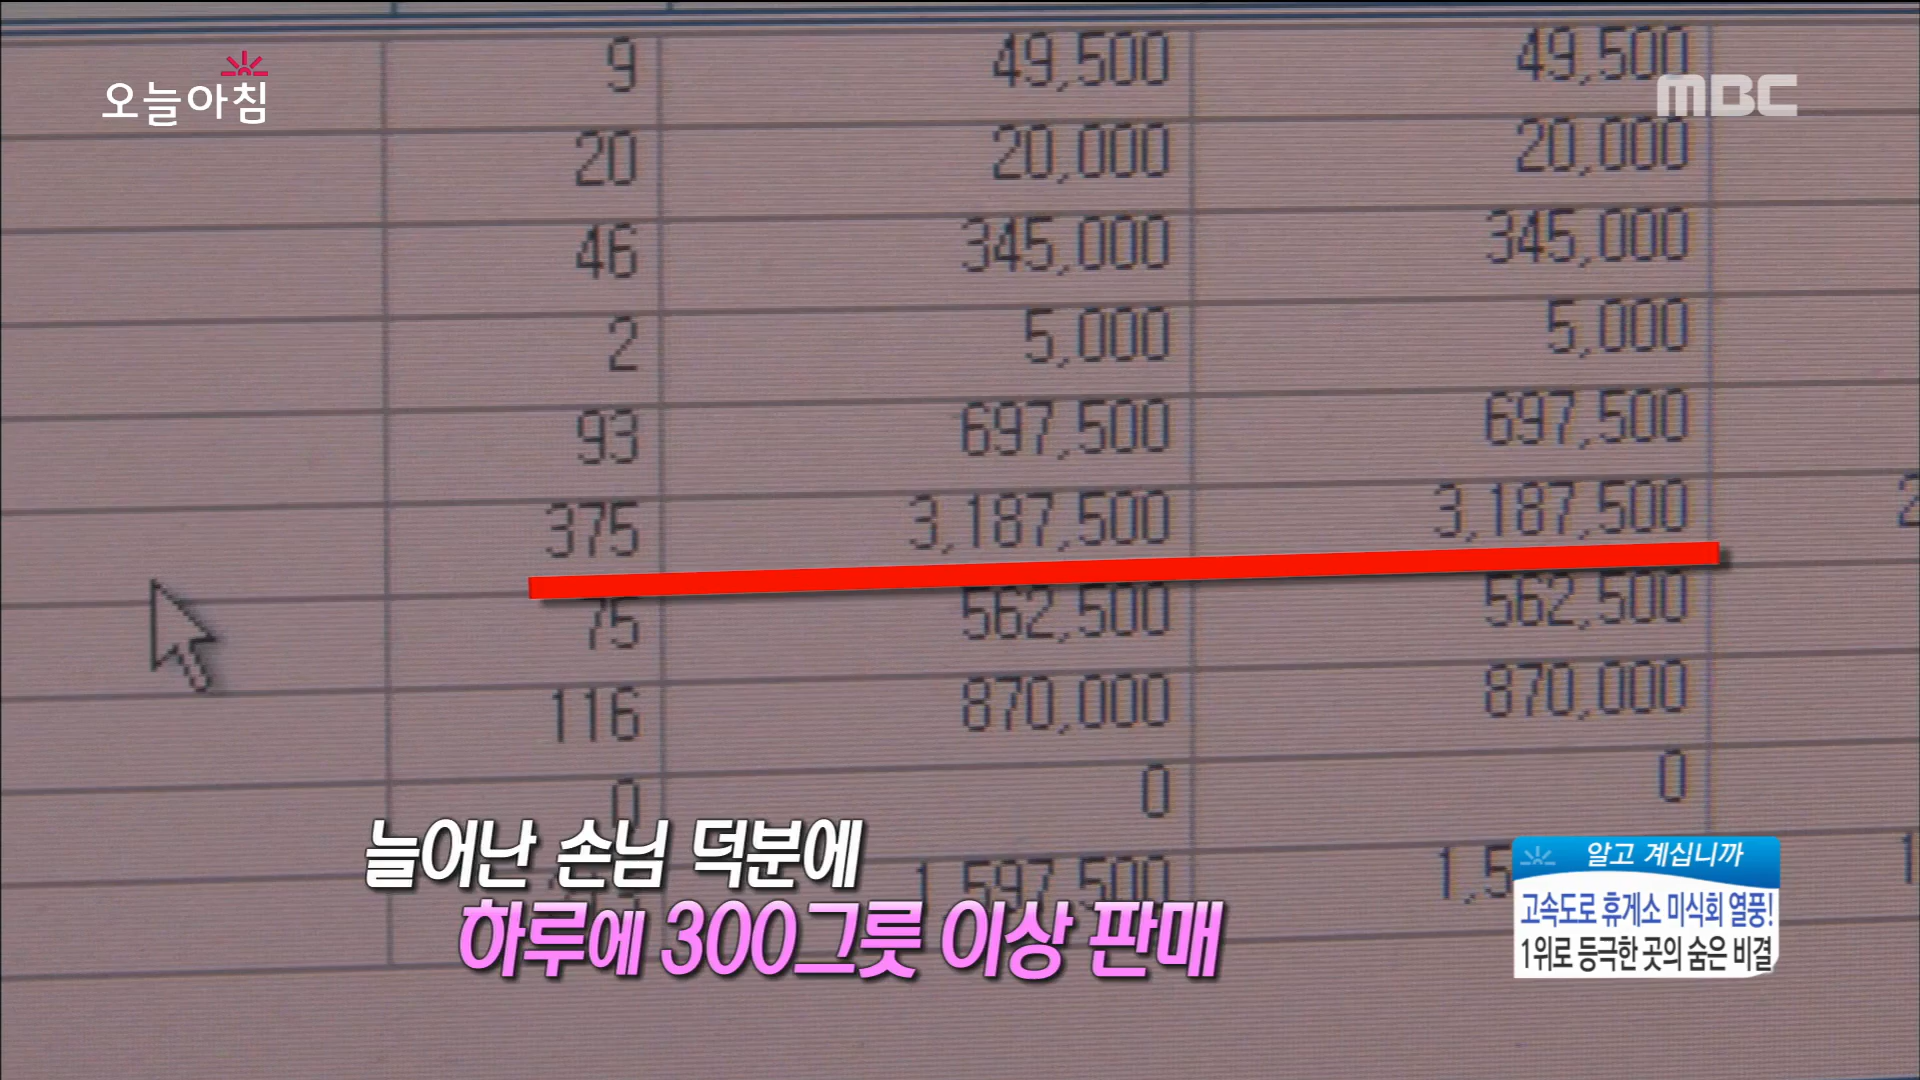 오늘아침
MBC
9 49,500 49,500
20 20,000 20,000
46 345,000 345,000
2 5,000 5,000
93 697,500 697,500
375 3,187,500 3,187,500
75 562,500 562,500
116 870,000 870,000
0 0 0
1,597,500
늘어난 손님 덕분에
하루에 300그릇 이상 판매
알고 계십니까
고속도로 휴게소 미식회 열풍!
1위로 등극한 곳의 숨은 비결